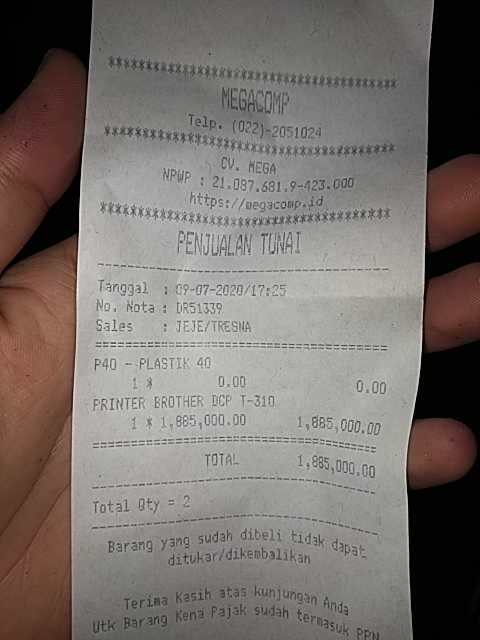 ************************************
MEGACOMP
Telp. (022)-2051024
************************************
CV. MEGA
NPWP : 21.087.681.9-423.000
https://megacomp.id
************************************
PENJUALAN TUNAI
----------------------------------------
Tanggal : 09-07-2020/17:25
No. Nota : DR51339
Sales : JEJE/TRESNA
========================================
P40 - PLASTIK 40
1 * 0.00 0.00
PRINTER BROTHER DCP T-310
1 * 1,885,000.00 1,885,000.00
========================================
TOTAL 1,885,000.00
----------------------------------------
Total Qty = 2
----------------------------------------
Barang yang sudah dibeli tidak dapat
ditukar/dikembalikan
Terima Kasih atas kunjungan Anda
Utk Barang Kena Pajak sudah termasuk PPN